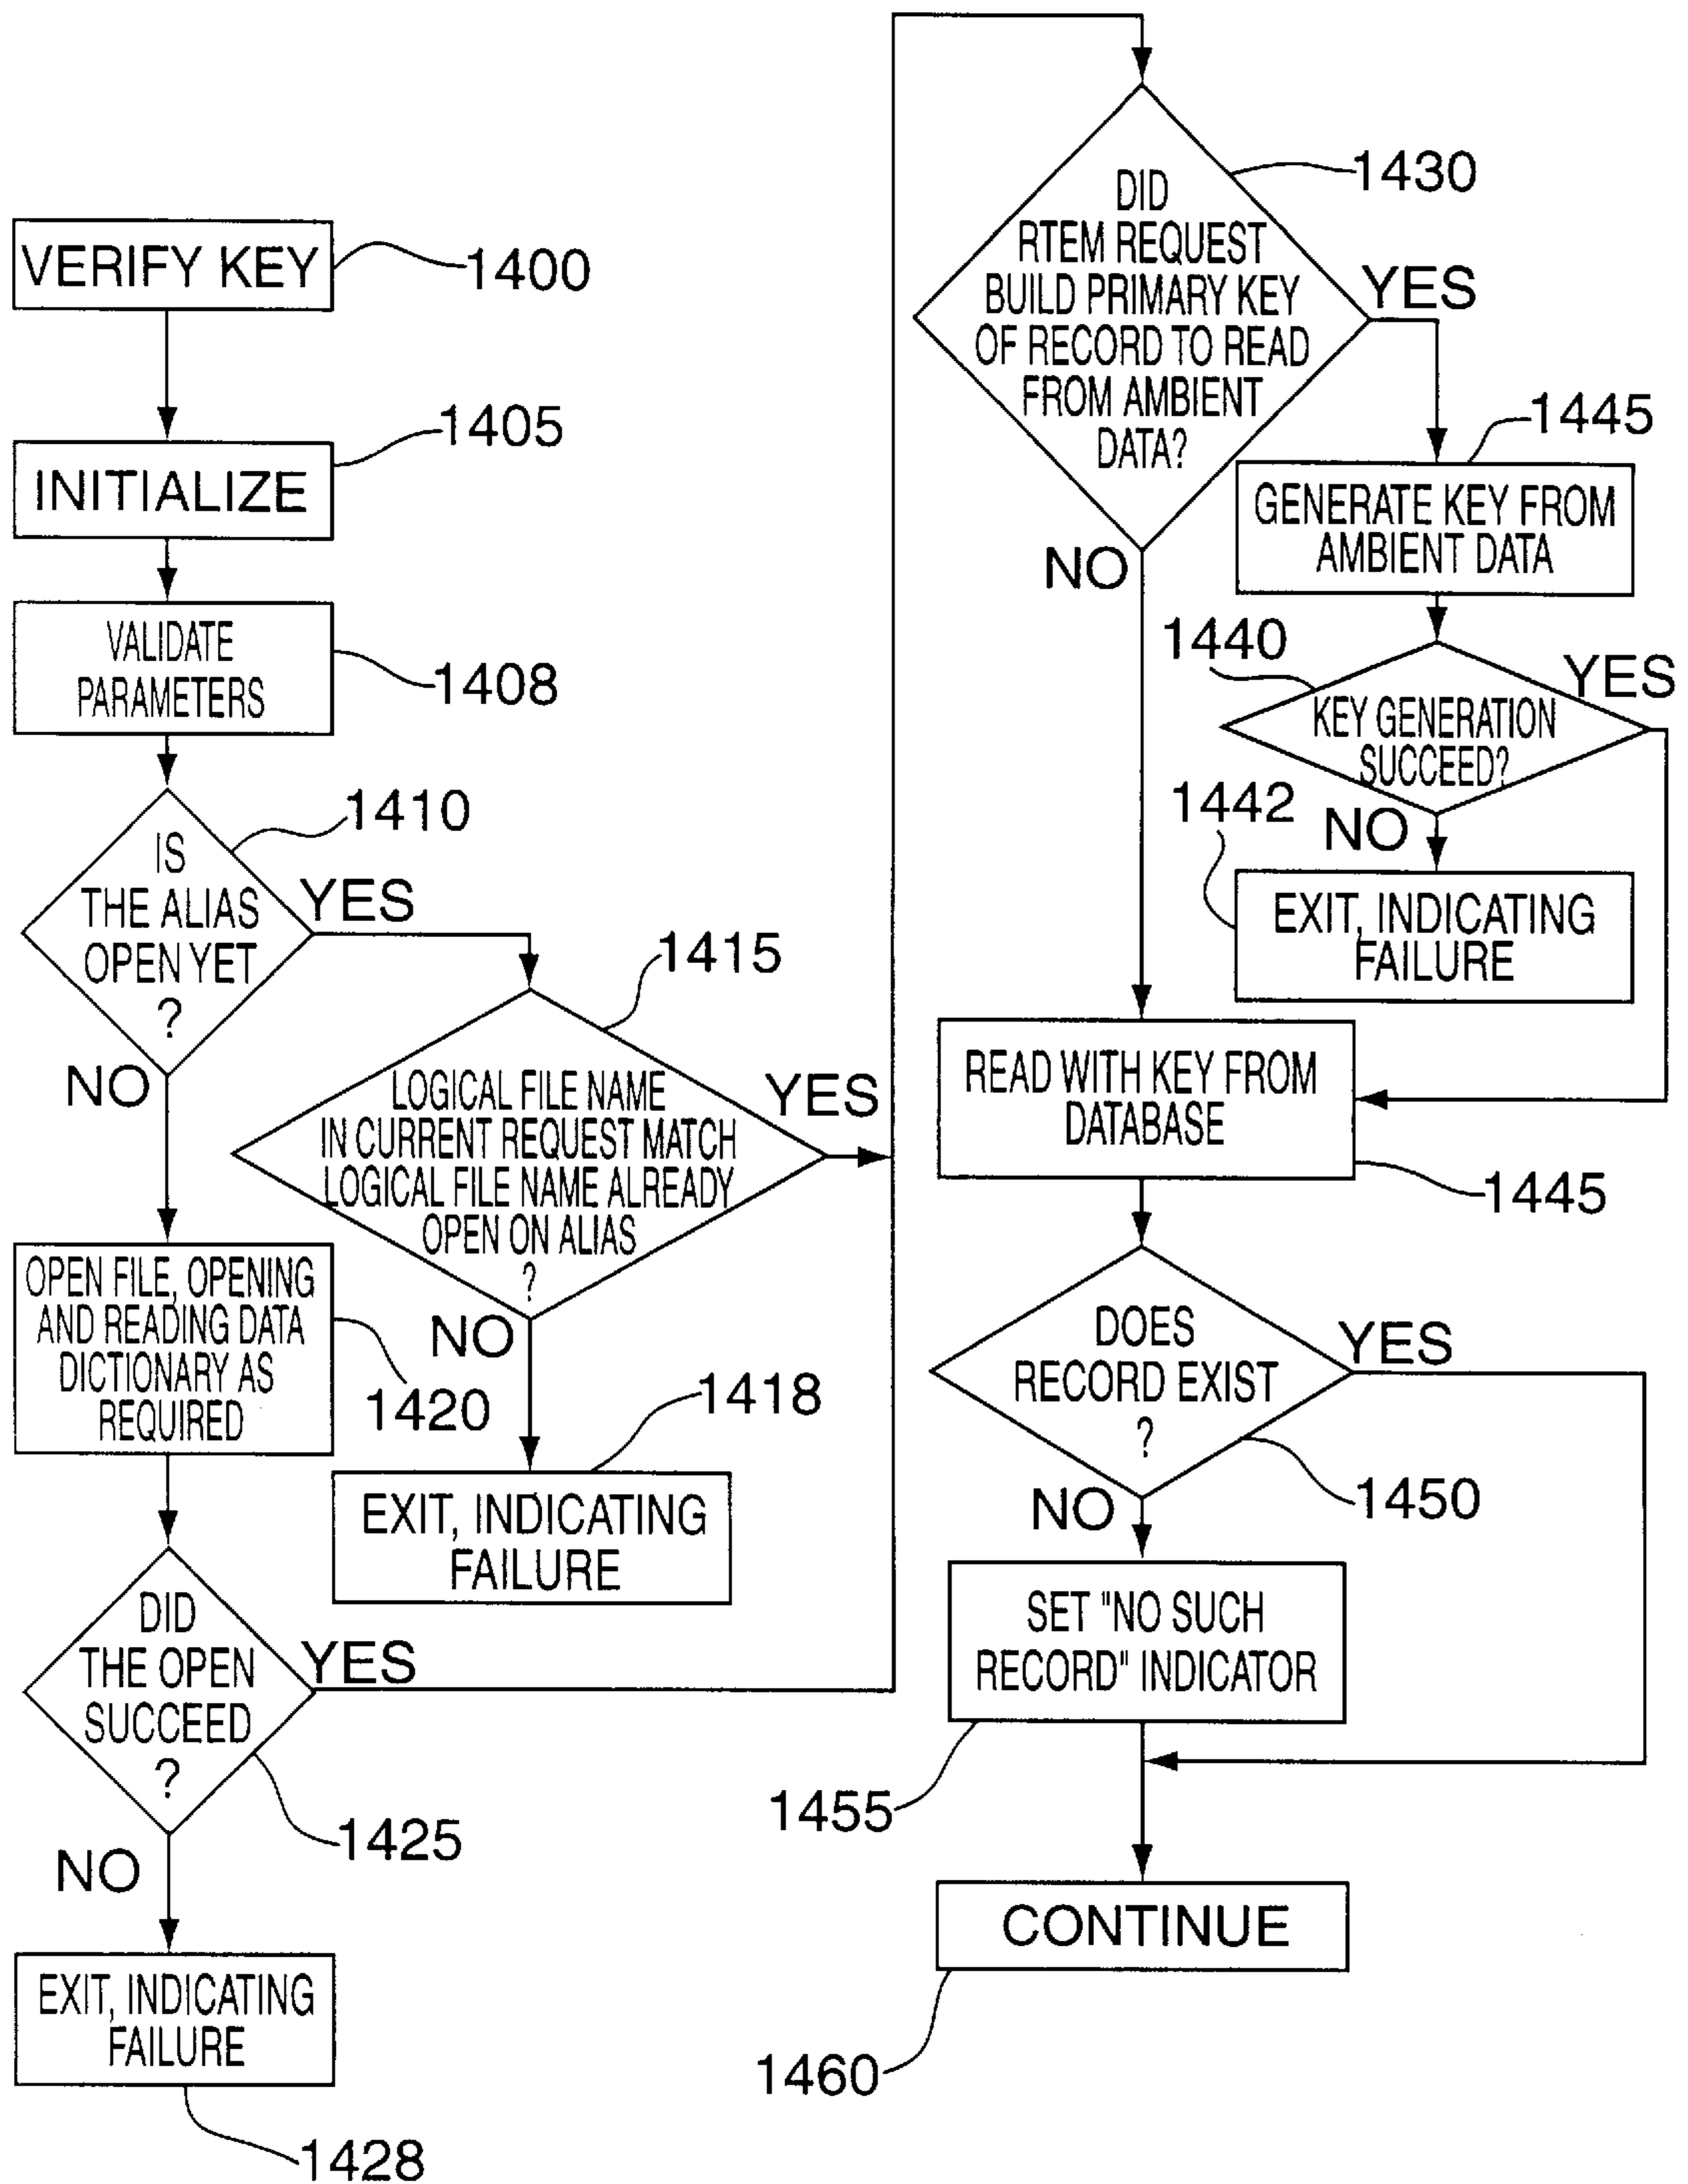 VERIFY KEY
1400
INITIALIZE
1405
VALIDATE
PARAMETERS
1408
IS
THE ALIAS
OPEN YET
?
1410
YES
NO
LOGICAL FILE NAME
IN CURRENT REQUEST MATCH
LOGICAL FILE NAME ALREADY
OPEN ON ALIAS
?
1415
YES
NO
EXIT, INDICATING
FAILURE
1418
OPEN FILE, OPENING
AND READING DATA
DICTIONARY AS
REQUIRED
1420
DID
THE OPEN
SUCCEED
?
YES
1425
NO
EXIT, INDICATING
FAILURE
1428
DID
RTEM REQUEST
BUILD PRIMARY KEY
OF RECORD TO READ
FROM AMBIENT
DATA?
1430
YES
NO
1445
GENERATE KEY FROM
AMBIENT DATA
1440
KEY GENERATION
SUCCEED?
YES
NO
1442
EXIT, INDICATING
FAILURE
READ WITH KEY FROM
DATABASE
1445
DOES
RECORD EXIST
?
YES
1450
NO
SET "NO SUCH
RECORD" INDICATOR
1455
CONTINUE
1460